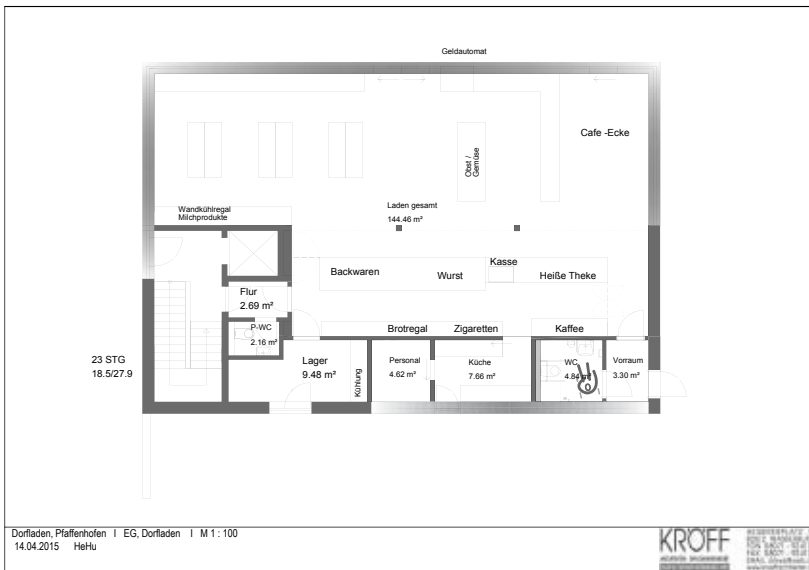 Geldautomat
Cafe -Ecke
Obst /
Gemüse
Wandkühlregal
Milchprodukte
Laden gesamt
144.46 m²
Backwaren
Wurst
Kasse
Heiße Theke
Flur
2.69 m²
P-WC
2.16 m²
Brotregal
Zigaretten
Kaffee
23 STG
18.5/27.9
Lager
9.48 m²
Kühlung
Personal
4.62 m²
Küche
7.66 m²
WC
4.84 m²
Vorraum
3.30 m²
Dorfladen, Pfaffenhofen I EG, Dorfladen I M 1 : 100
14.04.2015 HeHu
KRÖFF